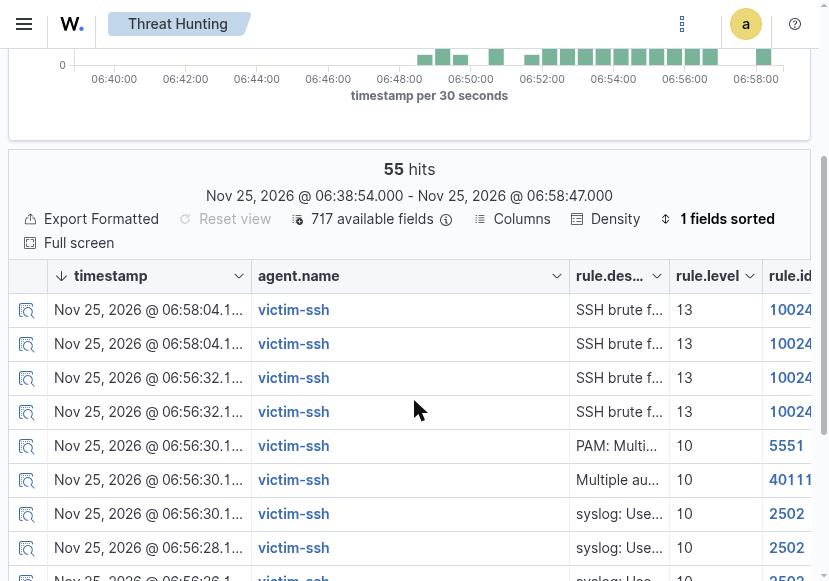 W.
Threat Hunting
a
0
06:40:00 06:42:00 06:44:00 06:46:00 06:48:00 06:50:00 06:52:00 06:54:00 06:56:00 06:58:00
timestamp per 30 seconds
55 hits
Nov 25, 2026 @ 06:38:54.000 - Nov 25, 2026 @ 06:58:47.000
Export Formatted Reset view 717 available fields Columns Density 1 fields sorted
Full screen
timestamp agent.name rule.des... rule.level rule.id
Nov 25, 2026 @ 06:58:04.1... victim-ssh SSH brute f... 13 10024
Nov 25, 2026 @ 06:58:04.1... victim-ssh SSH brute f... 13 10024
Nov 25, 2026 @ 06:56:32.1... victim-ssh SSH brute f... 13 10024
Nov 25, 2026 @ 06:56:32.1... victim-ssh SSH brute f... 13 10024
Nov 25, 2026 @ 06:56:30.1... victim-ssh PAM: Multi... 10 5551
Nov 25, 2026 @ 06:56:30.1... victim-ssh Multiple au... 10 40111
Nov 25, 2026 @ 06:56:30.1... victim-ssh syslog: Use... 10 2502
Nov 25, 2026 @ 06:56:28.1... victim-ssh syslog: Use... 10 2502